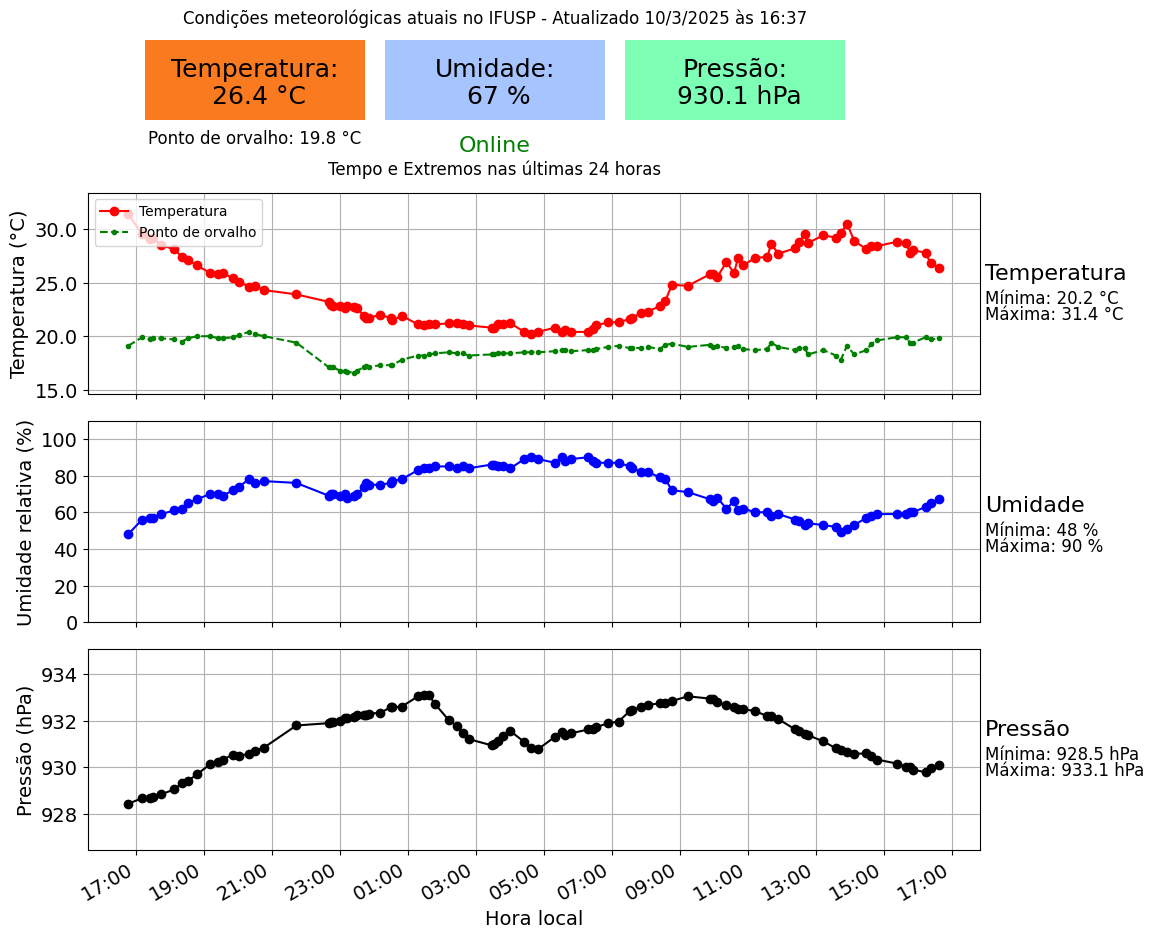 Condições meteorológicas atuais no IFUSP - Atualizado 10/3/2025 às 16:37
Temperatura:
26.4 °C
Umidade:
67 %
Pressão:
930.1 hPa
Ponto de orvalho: 19.8 °C
Online
Tempo e Extremos nas últimas 24 horas
Temperatura (°C)
30.0
25.0
20.0
15.0
Temperatura
Ponto de orvalho
Temperatura
Mínima: 20.2 °C
Máxima: 31.4 °C
Umidade relativa (%)
100
80
60
40
20
0
Umidade
Mínima: 48 %
Máxima: 90 %
Pressão (hPa)
934
932
930
928
Pressão
Mínima: 928.5 hPa
Máxima: 933.1 hPa
17:00 19:00 21:00 23:00 01:00 03:00 05:00 07:00 09:00 11:00 13:00 15:00 17:00
Hora local